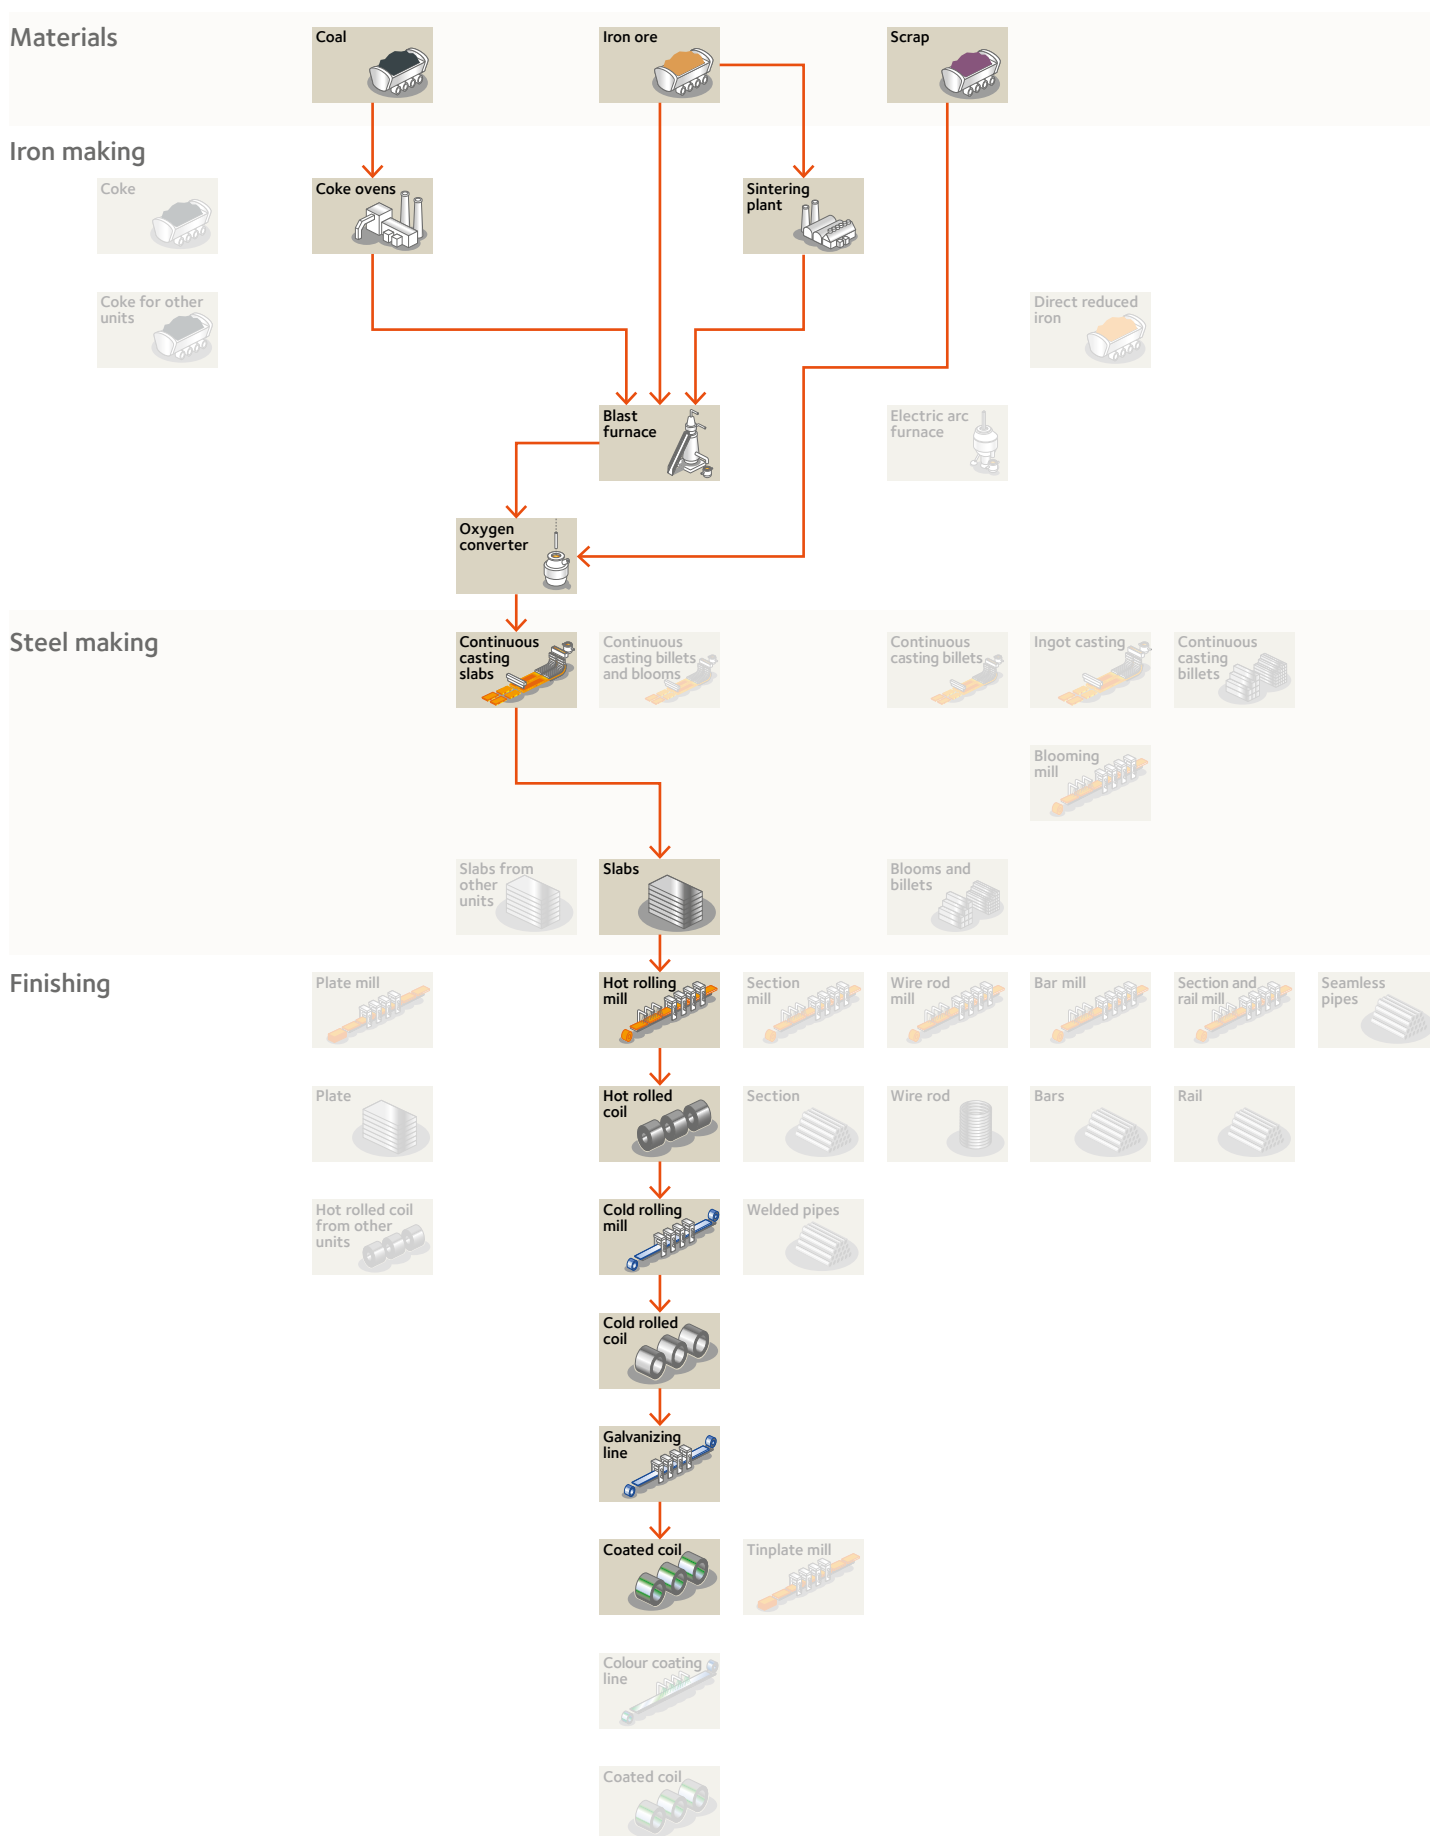 Materials
Coal
Iron ore
Scrap
Iron making
Coke
Coke ovens
Sintering
plant
Coke for other
units
Direct reduced
iron
Blast
furnace
Electric arc
furnace
Oxygen
converter
Steel making
Continuous
casting
slabs
Continuous
casting billets
and blooms
Continuous
casting billets
Ingot casting
Continuous
casting
billets
Blooming
mill
Slabs from
other
units
Slabs
Blooms and
billets
Finishing
Plate mill
Hot rolling
mill
Section
mill
Wire rod
mill
Bar mill
Section and
rail mill
Seamless
pipes
Plate
Hot rolled
coil
Section
Wire rod
Bars
Rail
Hot rolled coil
from other
units
Cold rolling
mill
Welded pipes
Cold rolled
coil
Galvanizing
line
Coated coil
Tinplate mill
Colour coating
line
Coated coil